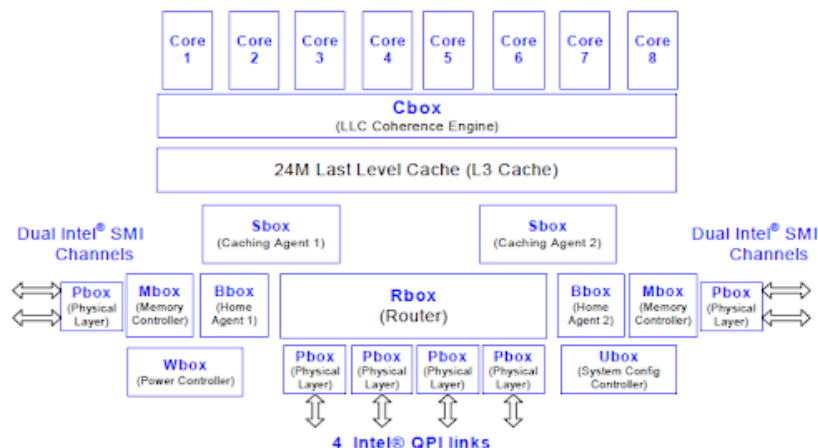 Core 1
Core 2
Core 3
Core 4
Core 5
Core 6
Core 7
Core 8
Cbox
(LLC Coherence Engine)
24M Last Level Cache (L3 Cache)
Sbox
(Caching Agent 1)
Sbox
(Caching Agent 2)
Dual Intel® SMI
Channels
Dual Intel® SMI
Channels
Pbox
(Physical
Layer)
Mbox
(Memory
Controller)
Bbox
(Home
Agent 1)
Rbox
(Router)
Bbox
(Home
Agent 2)
Mbox
(Memory
Controller)
Pbox
(Physical
Layer)
Wbox
(Power Controller)
Pbox
(Physical
Layer)
Pbox
(Physical
Layer)
Pbox
(Physical
Layer)
Pbox
(Physical
Layer)
Ubox
(System Config
Controller)
4 Intel® QPI links